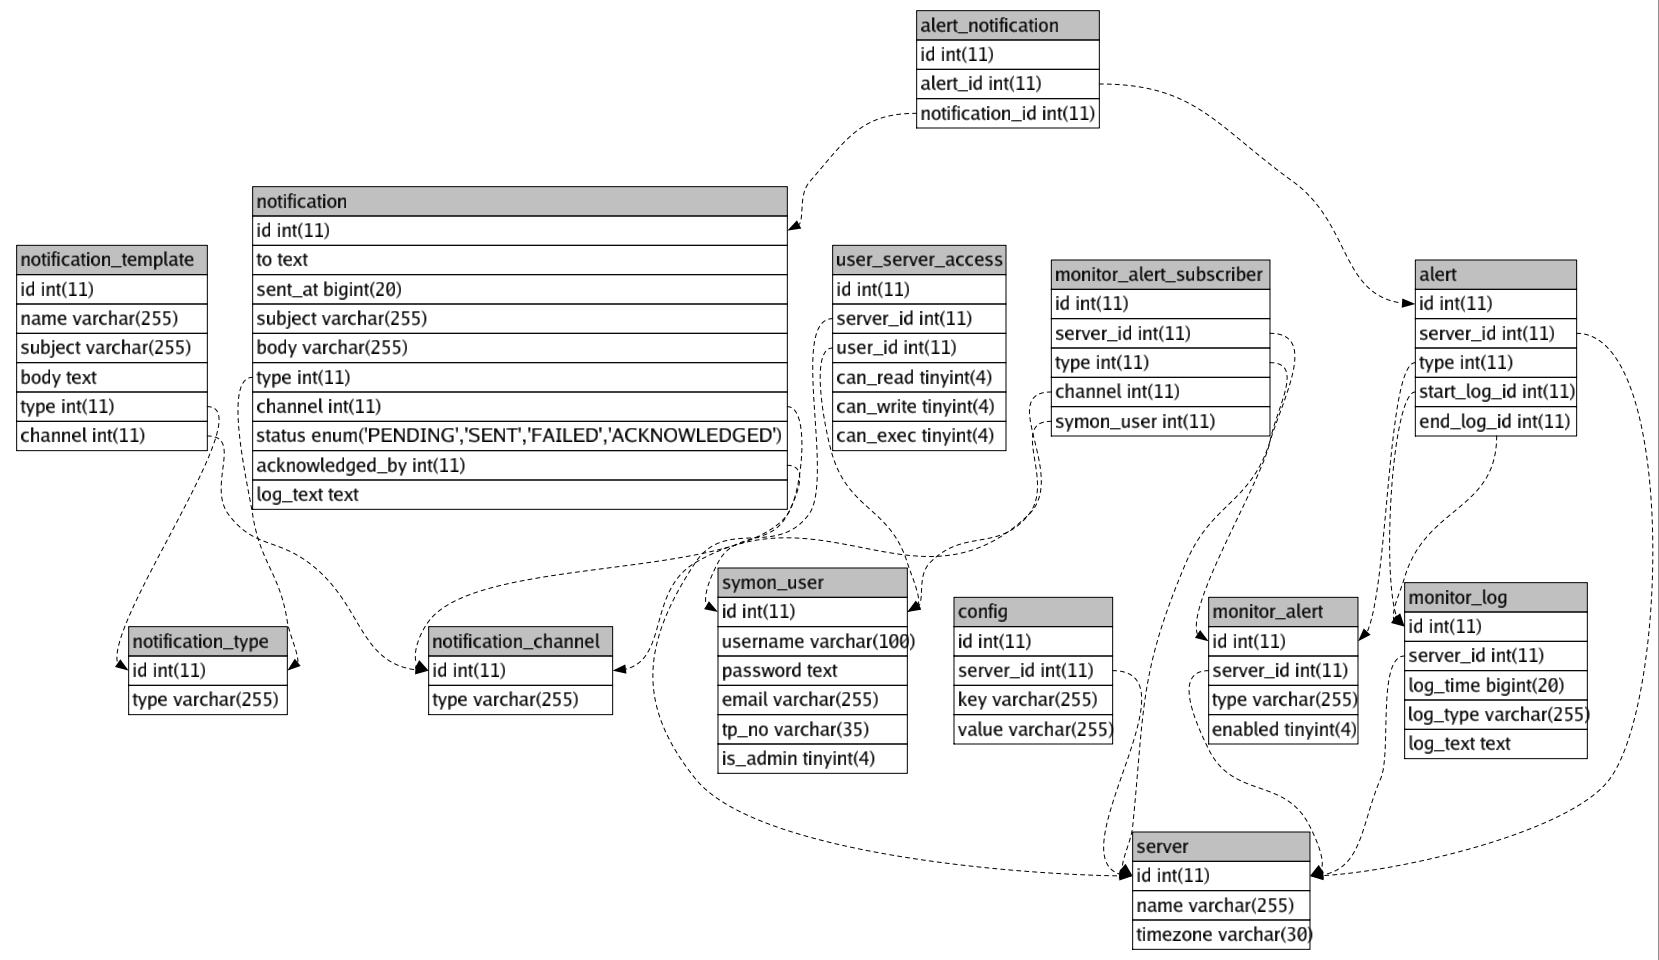 alert_notification
id int(11)
alert_id int(11)
notification_id int(11)
notification
id int(11)
to text
sent_at bigint(20)
subject varchar(255)
body varchar(255)
type int(11)
channel int(11)
status enum('PENDING','SENT','FAILED','ACKNOWLEDGED')
acknowledged_by int(11)
log_text text
notification_template
id int(11)
name varchar(255)
subject varchar(255)
body text
type int(11)
channel int(11)
user_server_access
id int(11)
server_id int(11)
user_id int(11)
can_read tinyint(4)
can_write tinyint(4)
can_exec tinyint(4)
monitor_alert_subscriber
id int(11)
server_id int(11)
type int(11)
channel int(11)
symon_user int(11)
alert
id int(11)
server_id int(11)
type int(11)
start_log_id int(11)
end_log_id int(11)
notification_type
id int(11)
type varchar(255)
notification_channel
id int(11)
type varchar(255)
symon_user
id int(11)
username varchar(100)
password text
email varchar(255)
tp_no varchar(35)
is_admin tinyint(4)
config
id int(11)
server_id int(11)
key varchar(255)
value varchar(255)
monitor_alert
id int(11)
server_id int(11)
type varchar(255)
enabled tinyint(4)
monitor_log
id int(11)
server_id int(11)
log_time bigint(20)
log_type varchar(255)
log_text text
server
id int(11)
name varchar(255)
timezone varchar(30)